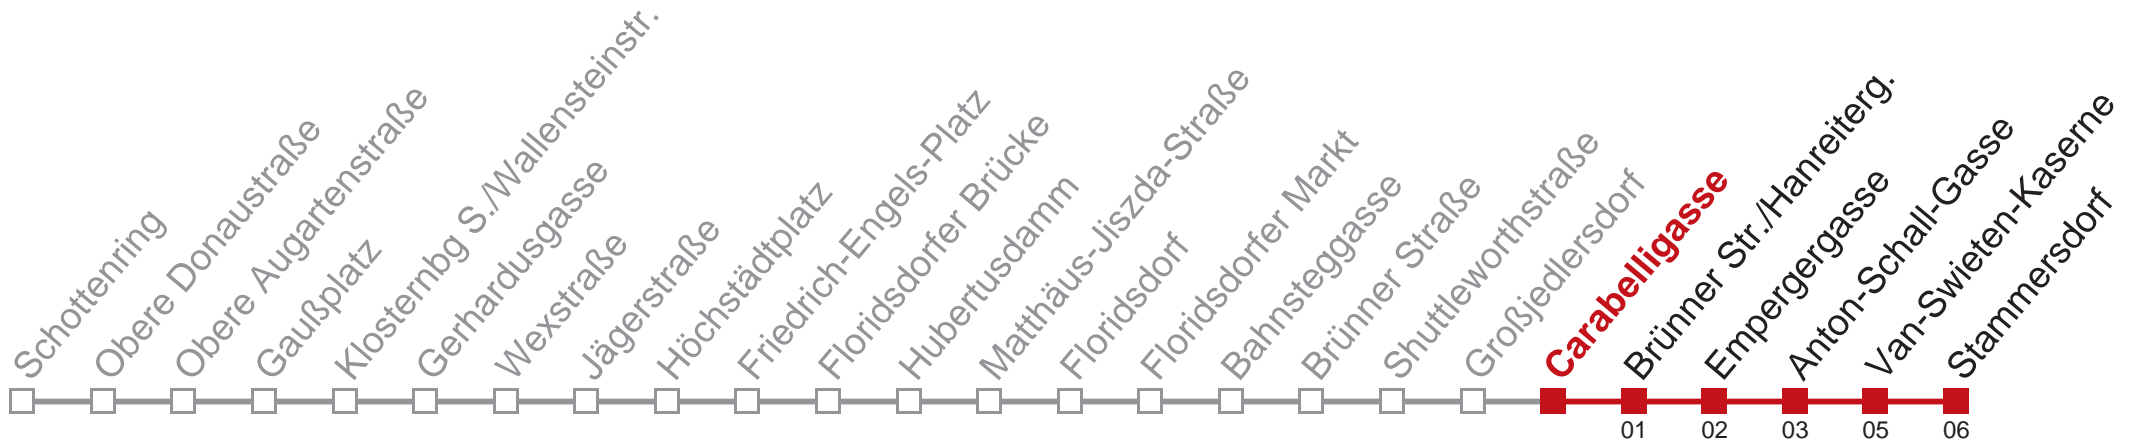 Schottenring
Obere Donaustraße
Obere Augartenstraße
Gaußplatz
Klosternbg S./Wallensteinstr.
Gerhardusgasse
Wexstraße
Jägerstraße
Höchstädtplatz
Friedrich-Engels-Platz
Floridsdorfer Brücke
Hubertusdamm
Matthäus-Jiszda-Straße
Floridsdorf
Floridsdorfer Markt
Bahnsteggasse
Brünner Straße
Shuttleworthstraße
Großjedlersdorf
Carabelligasse
Brünner Str./Hanreiterg.
Empergergasse
Anton-Schall-Gasse
Van-Swieten-Kaserne
Stammersdorf
01
02
03
05
06